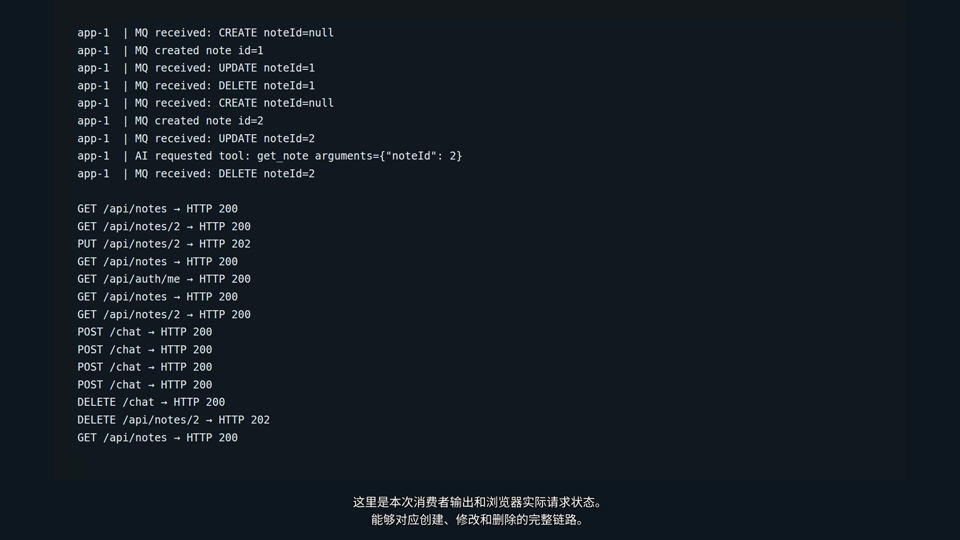 app-1  | MQ received: CREATE noteId=null
app-1  | MQ created note id=1
app-1  | MQ received: UPDATE noteId=1
app-1  | MQ received: DELETE noteId=1
app-1  | MQ received: CREATE noteId=null
app-1  | MQ created note id=2
app-1  | MQ received: UPDATE noteId=2
app-1  | AI requested tool: get_note arguments={"noteId": 2}
app-1  | MQ received: DELETE noteId=2
GET /api/notes → HTTP 200
GET /api/notes/2 → HTTP 200
PUT /api/notes/2 → HTTP 202
GET /api/notes → HTTP 200
GET /api/auth/me → HTTP 200
GET /api/notes → HTTP 200
GET /api/notes/2 → HTTP 200
POST /chat → HTTP 200
POST /chat → HTTP 200
POST /chat → HTTP 200
POST /chat → HTTP 200
DELETE /chat → HTTP 200
DELETE /api/notes/2 → HTTP 202
GET /api/notes → HTTP 200
这里是本次消费者输出和浏览器实际请求状态。
能够对应创建、修改和删除的完整链路。